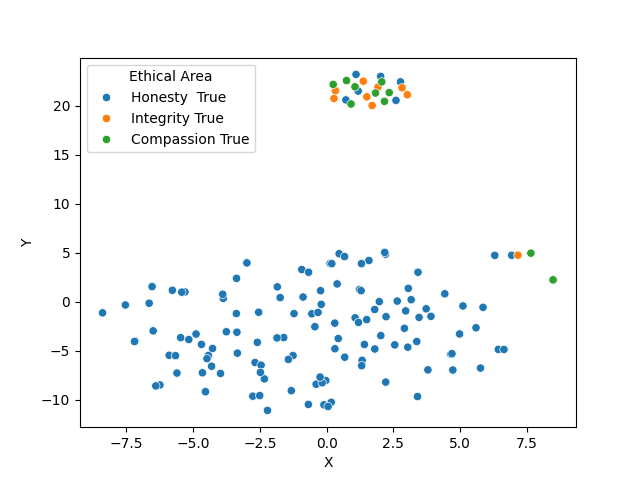 Ethical Area
Honesty  True
Integrity True
Compassion True
20
15
10
5
0
−5
−10
Y
−7.5
−5.0
−2.5
0.0
2.5
5.0
7.5
X